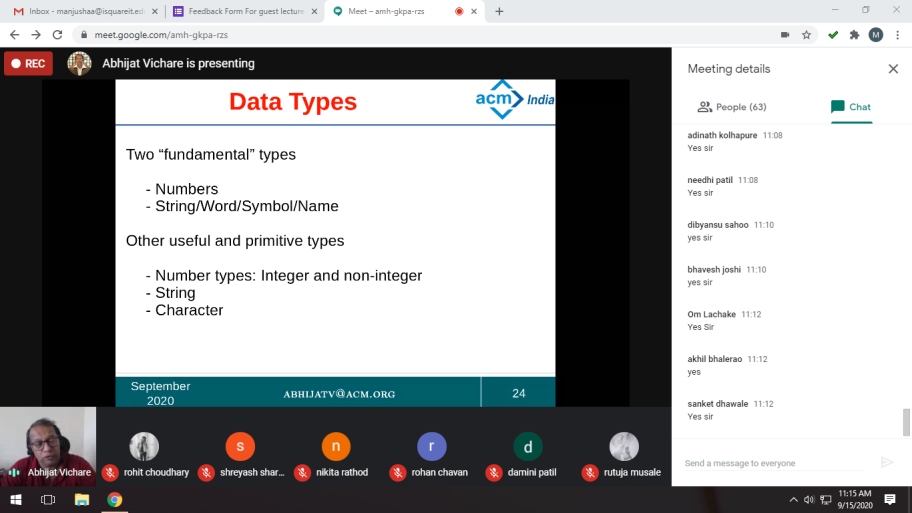 Inbox - manjushaa@isquareit.ed
Feedback Form For guest lecture
Meet – amh-gkpa-rzs
meet.google.com/amh-gkpa-rzs
M
REC
Abhijat Vichare is presenting
Data Types
acm India
Two “fundamental” types
- Numbers
- String/Word/Symbol/Name
Other useful and primitive types
- Number types: Integer and non-integer
- String
- Character
September
2020
ABHIJATV@ACM.ORG
24
Meeting details
People (63)
Chat
adinath kolhapure 11:08
Yes sir
needhi patil 11:08
Yes sir
dibyansu sahoo 11:10
yes sir
bhavesh joshi 11:10
yes sir
Om Lachake 11:12
Yes Sir
akhil bhalerao 11:12
yes
sanket dhawale 11:12
Yes sir
Send a message to everyone
s
n
r
d
Abhijat Vichare
rohit choudhary
shreyash shar...
nikita rathod
rohan chavan
damini patil
rutuja musale
11:15 AM
9/15/2020